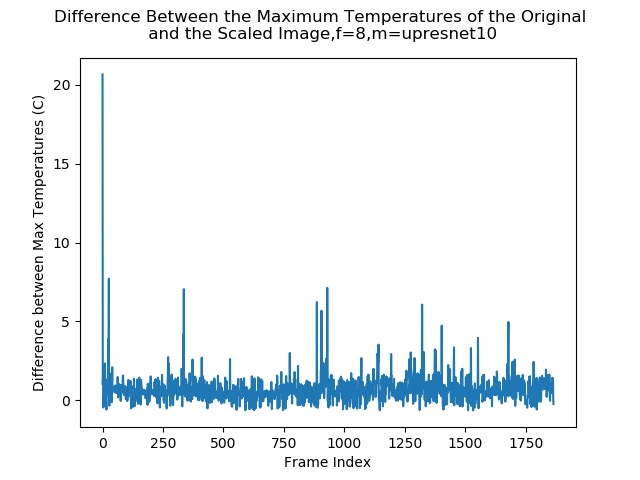 Difference Between the Maximum Temperatures of the Original
and the Scaled Image,f=8,m=upresnet10
Difference between Max Temperatures (C)
20
15
10
5
0
0 250 500 750 1000 1250 1500 1750
Frame Index